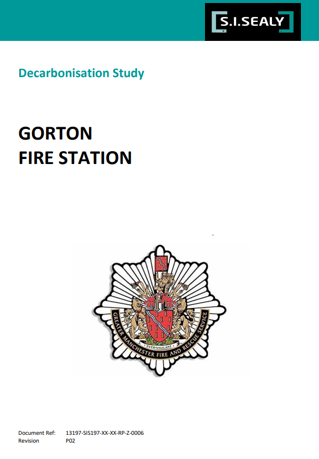 S.I.SEALY
Decarbonisation Study
GORTON
FIRE STATION
GREATER MANCHESTER FIRE AND RESCUE SERVICE
Document Ref: 13197-SIS197-XX-XX-RP-Z-0006
Revision P02